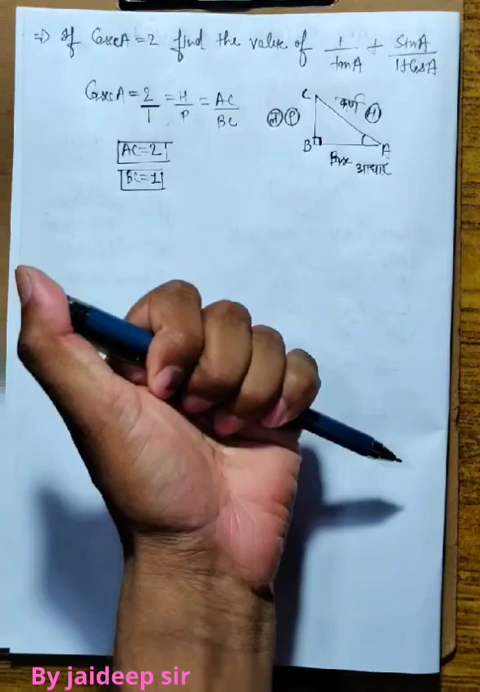 ⇒ If CosecA = 2 find the value of 1/tanA + SinA/1+CosA
CosecA = 2/1 = H/P = AC/BC
AC = 2
BC = 1
C
कर्ण H
ल P
B
A
Base आधार
By jaideep sir